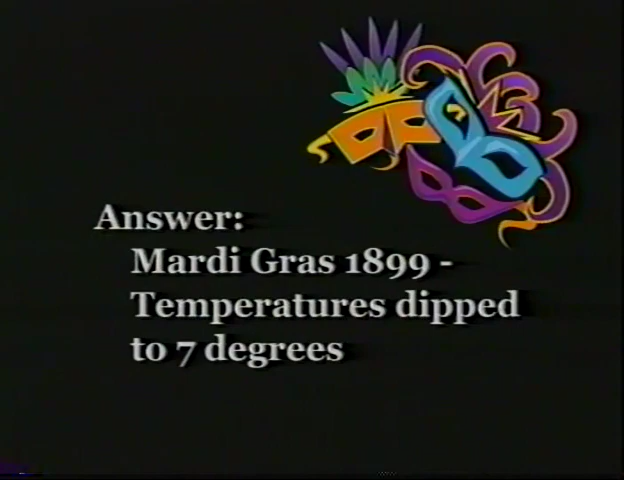 Answer:
Mardi Gras 1899 -
Temperatures dipped
to 7 degrees